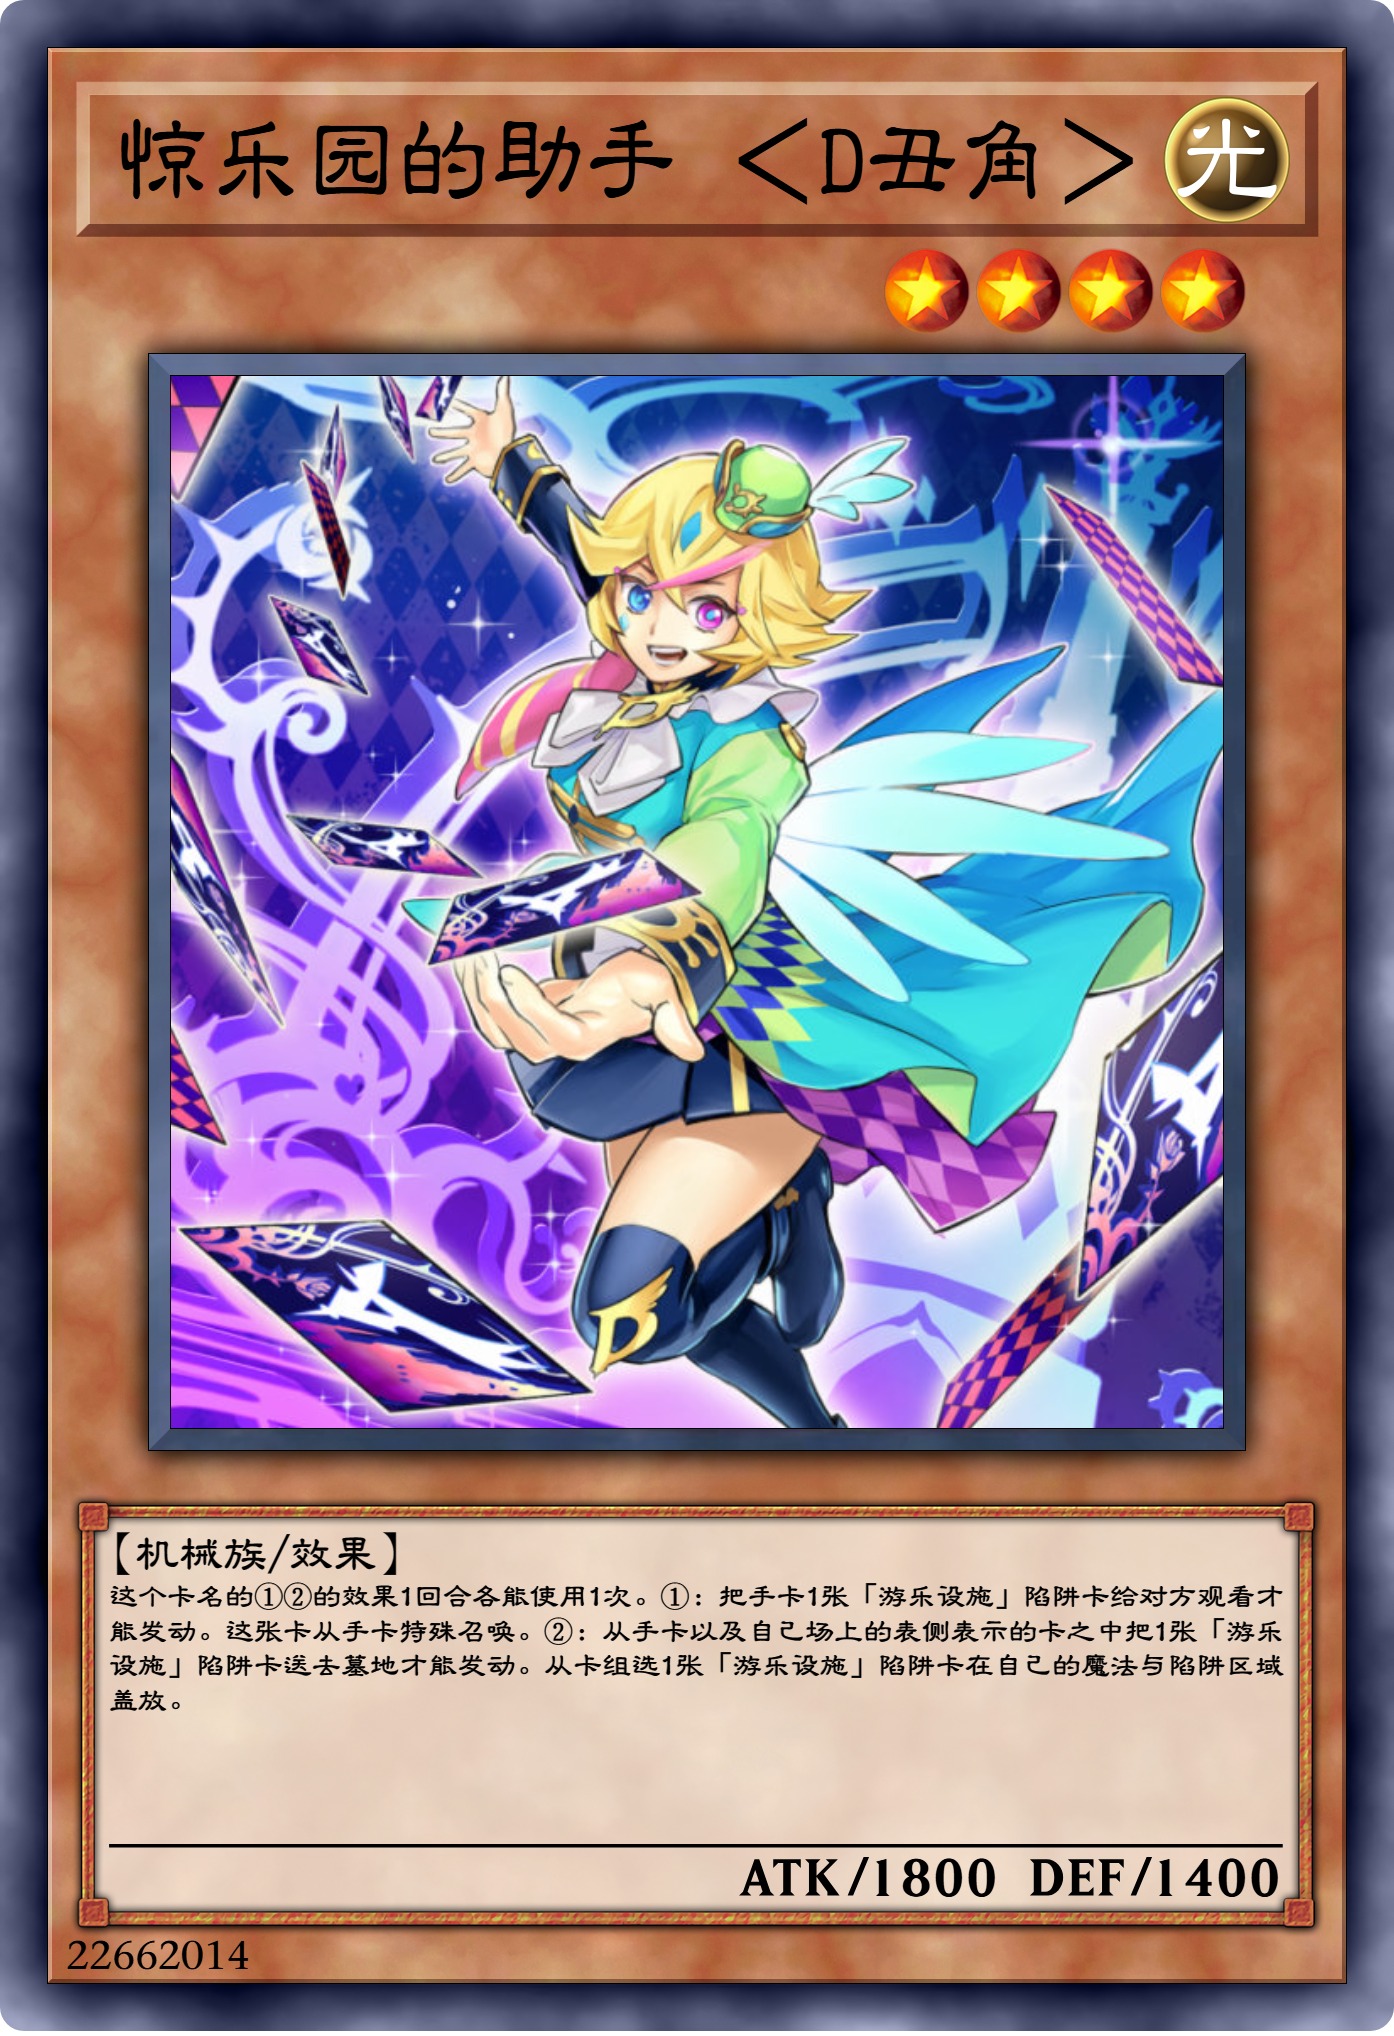 惊乐园的助手 ＜D丑角＞
光
【机械族/效果】
这个卡名的①②的效果1回合各能使用1次。①：把手卡1张「游乐设施」陷阱卡给对方观看才
能发动。这张卡从手卡特殊召唤。②：从手卡以及自己场上的表侧表示的卡之中把1张「游乐
设施」陷阱卡送去墓地才能发动。从卡组选1张「游乐设施」陷阱卡在自己的魔法与陷阱区域
盖放。
ATK/1800 DEF/1400
22662014